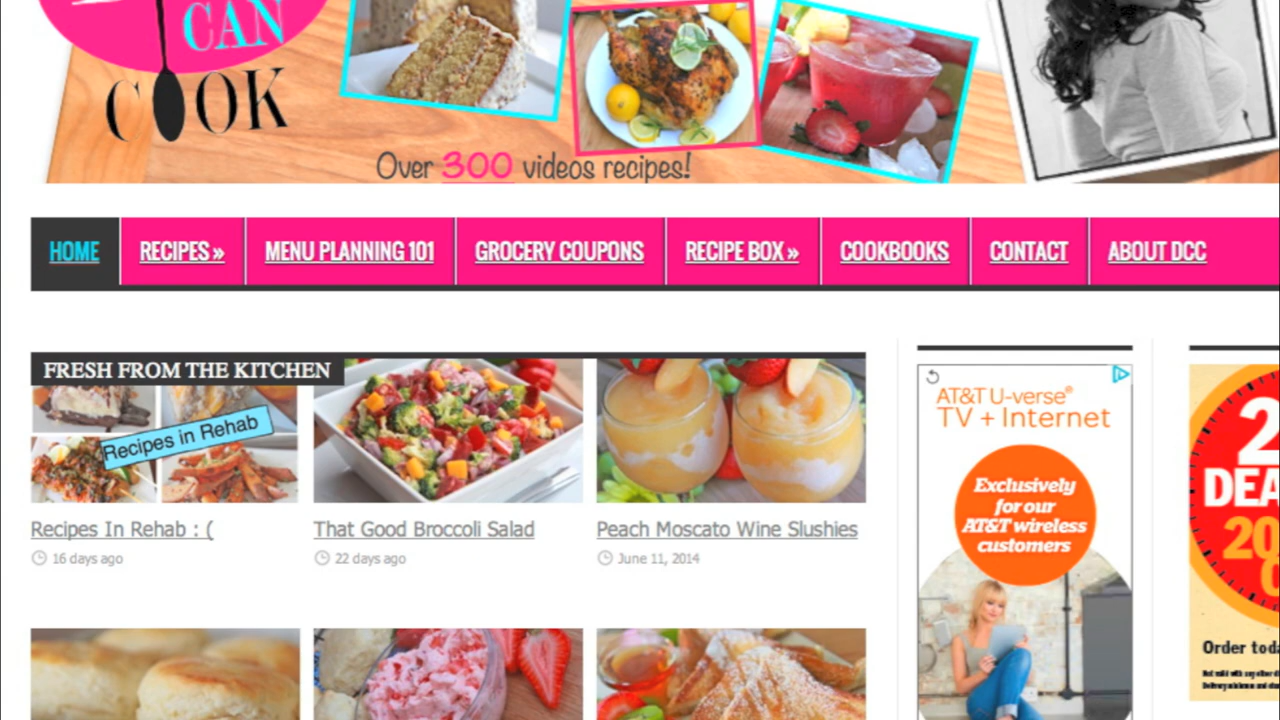 CAN
COOK
Over 300 videos recipes!
HOME
RECIPES »
MENU PLANNING 101
GROCERY COUPONS
RECIPE BOX »
COOKBOOKS
CONTACT
ABOUT DCC
FRESH FROM THE KITCHEN
Recipes in Rehab
Recipes In Rehab : (
16 days ago
That Good Broccoli Salad
22 days ago
Peach Moscato Wine Slushies
June 11, 2014
AT&T U-verse®
TV + Internet
Exclusively
for our
AT&T wireless
customers
2
DEA
20
Order toda